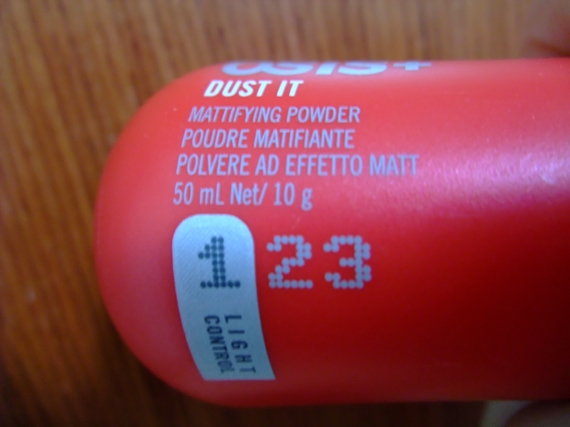 OSIS+
DUST IT
MATTIFYING POWDER
POUDRE MATIFIANTE
POLVERE AD EFFETTO MATT
50 mL Net/ 10 g
1 2 3
LIGHT
CONTROL